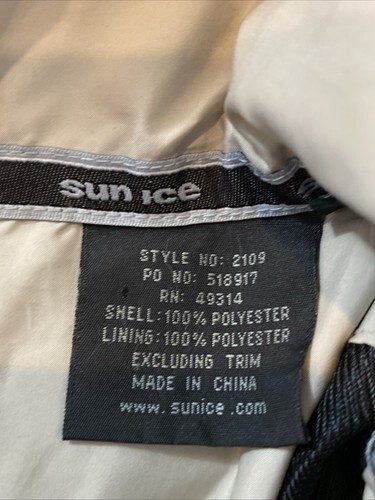 sun ice
STYLE NO: 2109
PO NO: 518917
RN: 49314
SHELL:100% POLYESTER
LINING:100% POLYESTER
EXCLUDING TRIM
MADE IN CHINA
www.sunice.com